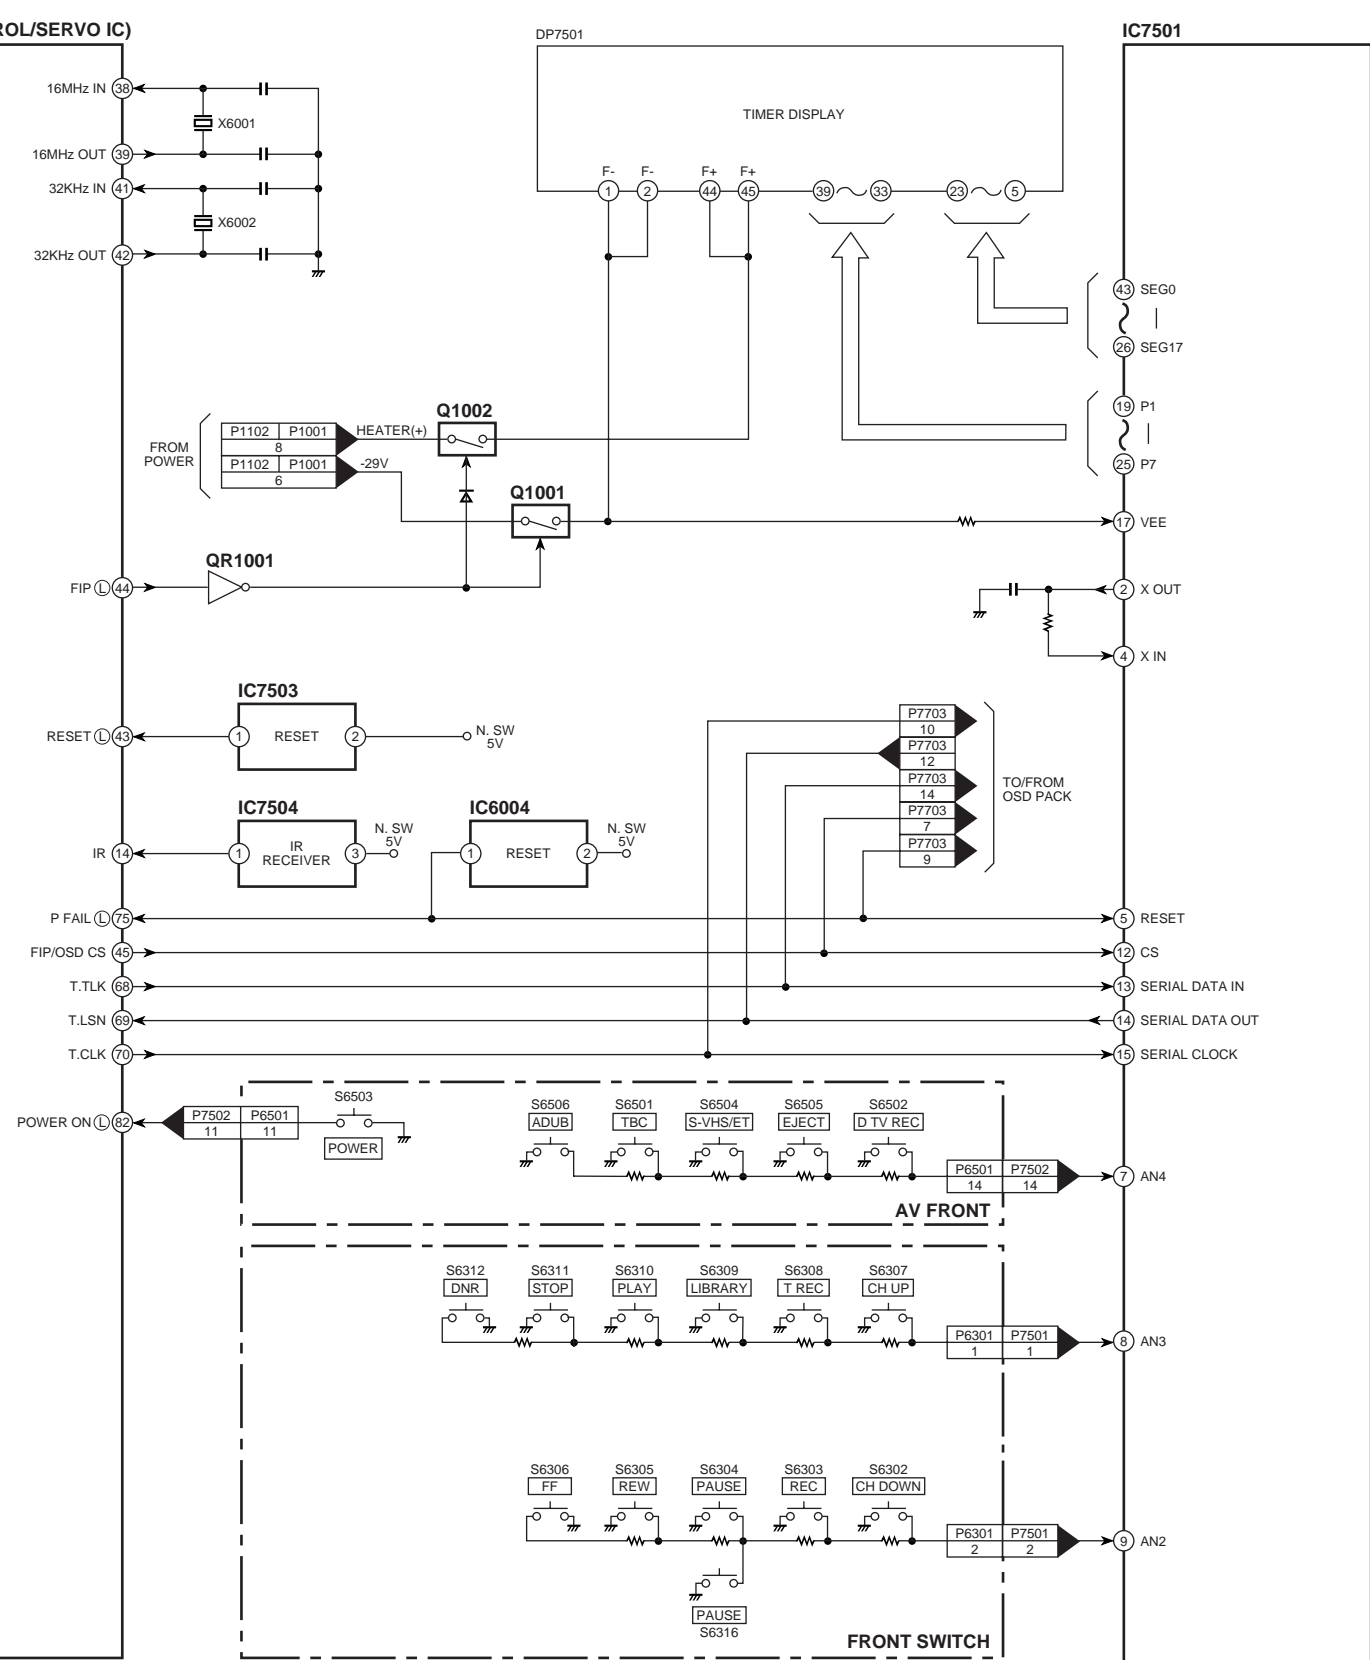 ROL/SERVO IC)
IC7501
DP7501
TIMER DISPLAY
F- F- F+ F+
1 2 44 45 39 33 23 5
16MHz IN 38
X6001
16MHz OUT 39
32KHz IN 41
X6002
32KHz OUT 42
43 SEG0
26 SEG17
19 P1
25 P7
Q1002
FROM
POWER
P1102 P1001
8
HEATER(+)
P1102 P1001
6
-29V
Q1001
17 VEE
QR1001
FIP L 44
2 X OUT
4 X IN
IC7503
RESET L 43
1 RESET 2
N. SW
5V
P7703
10
P7703
12
P7703
14
P7703
7
P7703
9
TO/FROM
OSD PACK
IC7504
IR 14
1 IR
RECEIVER 3
N. SW
5V
IC6004
1 RESET 2
N. SW
5V
P FAIL L 75
5 RESET
FIP/OSD CS 45
12 CS
T.TLK 68
13 SERIAL DATA IN
T.LSN 69
14 SERIAL DATA OUT
T.CLK 70
15 SERIAL CLOCK
POWER ON L 82
P7502 P6501
11 11
S6503
POWER
S6506 S6501 S6504 S6505 S6502
ADUB TBC S-VHS/ET EJECT D TV REC
P6501 P7502
14 14
7 AN4
AV FRONT
S6312 S6311 S6310 S6309 S6308 S6307
DNR STOP PLAY LIBRARY T REC CH UP
P6301 P7501
1 1
8 AN3
S6306 S6305 S6304 S6303 S6302
FF REW PAUSE REC CH DOWN
P6301 P7501
2 2
9 AN2
PAUSE
S6316
FRONT SWITCH